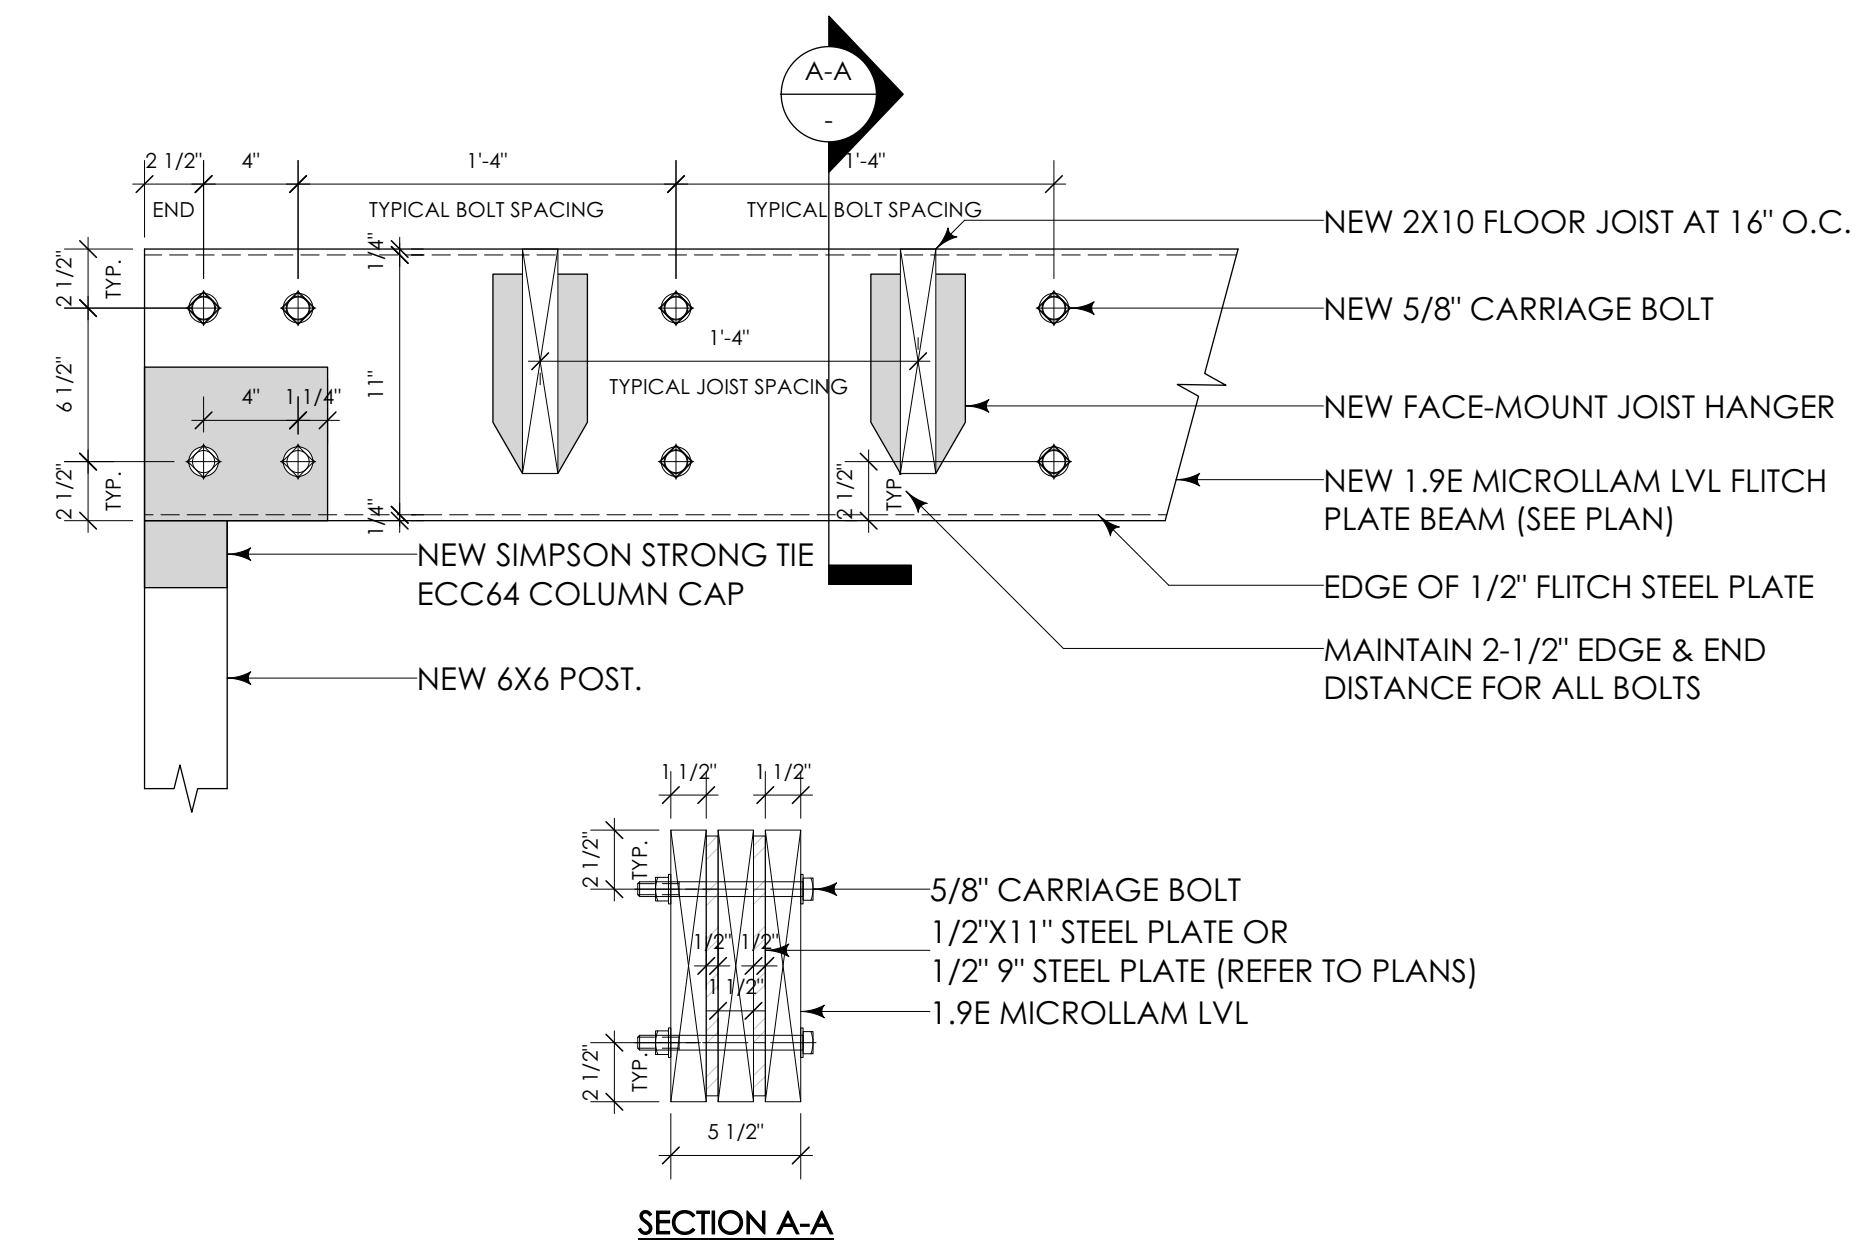 A-A
-
2 1/2" 4" 1'-4" 1'-4"
END TYPICAL BOLT SPACING TYPICAL BOLT SPACING
NEW 2X10 FLOOR JOIST AT 16" O.C.
1/4"
2 1/2"
TYP.
NEW 5/8" CARRIAGE BOLT
1'-4"
TYPICAL JOIST SPACING
6 1/2"
11"
4" 1 1/4"
NEW FACE-MOUNT JOIST HANGER
2 1/2"
TYP.
1/4"
2 1/2"
TYP.
NEW 1.9E MICROLLAM LVL FLITCH
PLATE BEAM (SEE PLAN)
NEW SIMPSON STRONG TIE
ECC64 COLUMN CAP
EDGE OF 1/2" FLITCH STEEL PLATE
MAINTAIN 2-1/2" EDGE & END
DISTANCE FOR ALL BOLTS
NEW 6X6 POST.
1 1/2" 1 1/2"
2 1/2"
TYP.
5/8" CARRIAGE BOLT
1/2"X11" STEEL PLATE OR
1/2" 9" STEEL PLATE (REFER TO PLANS)
1/2" 1/2"
1 1/2"
1.9E MICROLLAM LVL
2 1/2"
TYP.
5 1/2"
SECTION A-A